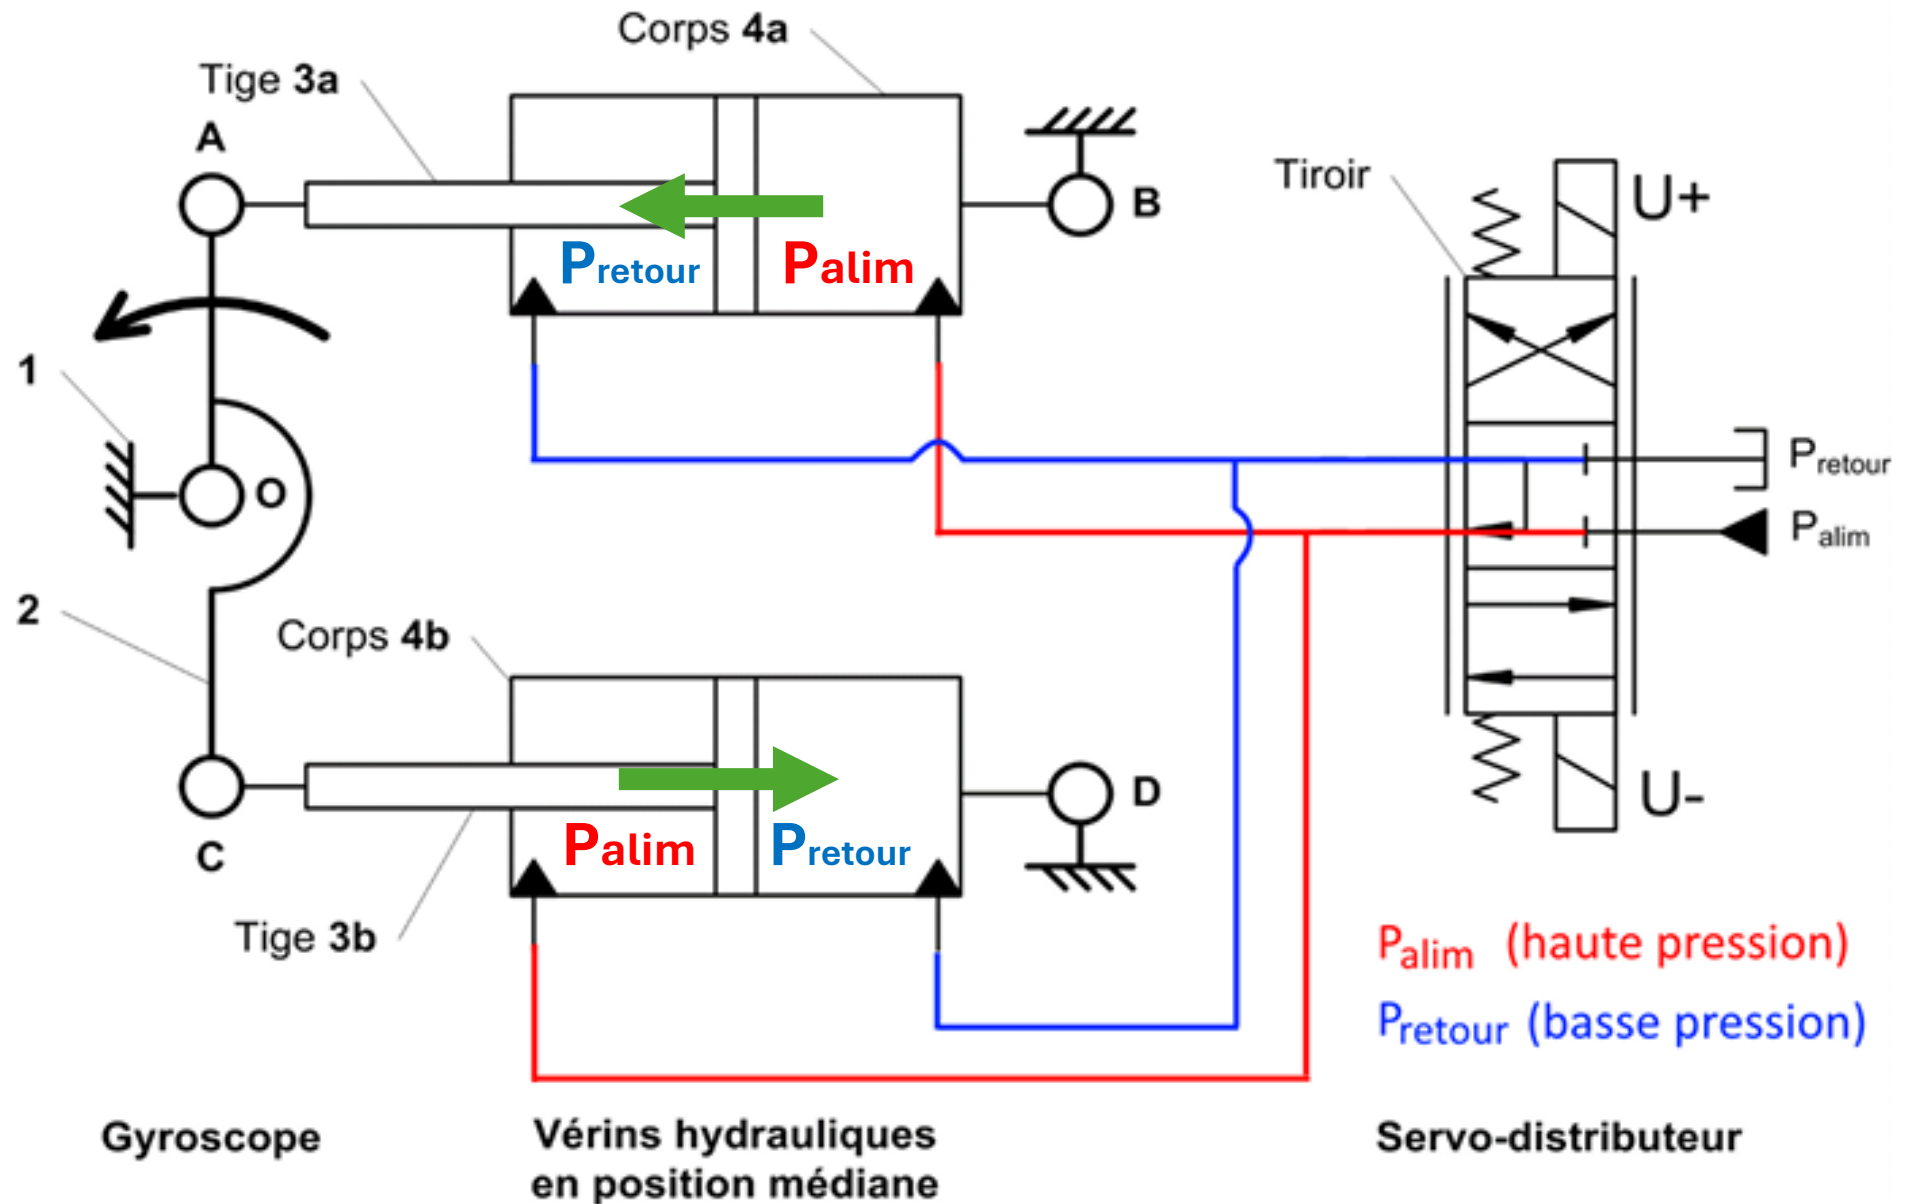 Corps 4a
Tige 3a
A
B
Tiroir
U+
Pretour
Palim
1
O
Pretour
Palim
2
Corps 4b
U-
C
D
Palim
Pretour
Tige 3b
Palim (haute pression)
Pretour (basse pression)
Gyroscope
Vérins hydrauliques
en position médiane
Servo-distributeur